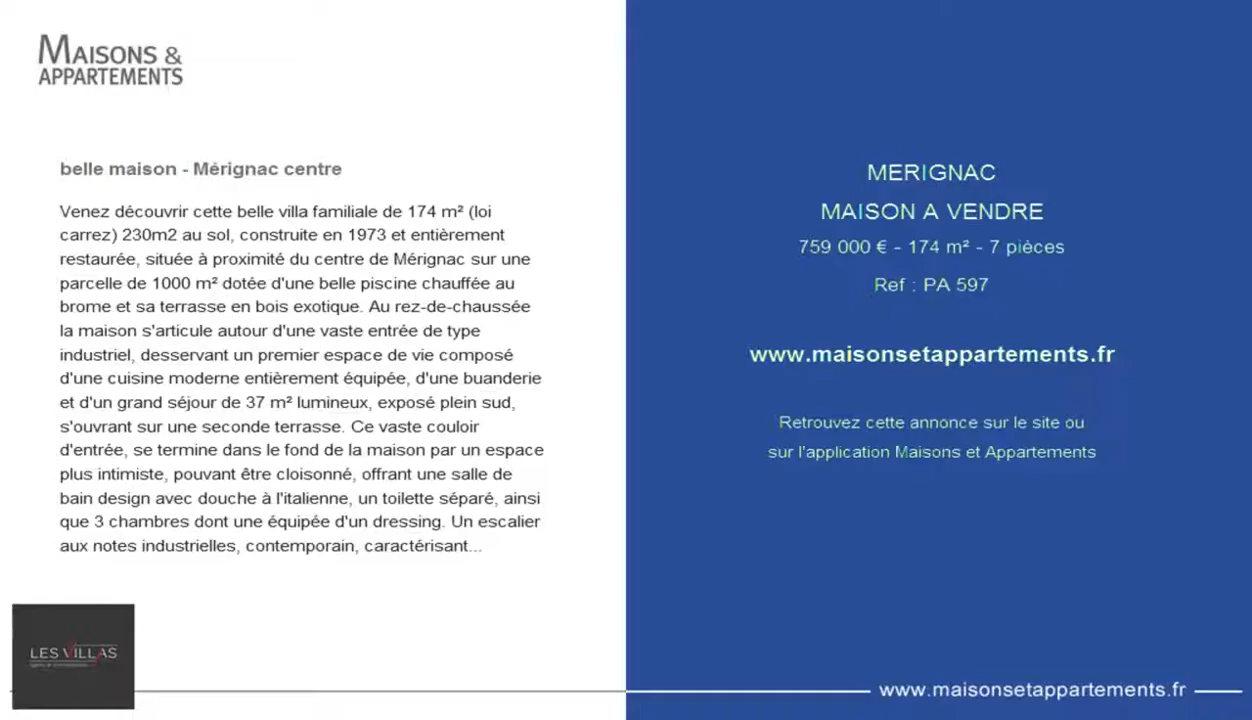 MAISONS &
APPARTEMENTS
belle maison - Mérignac centre
Venez découvrir cette belle villa familiale de 174 m² (loi
carrez) 230m2 au sol, construite en 1973 et entièrement
restaurée, située à proximité du centre de Mérignac sur une
parcelle de 1000 m² dotée d'une belle piscine chauffée au
brome et sa terrasse en bois exotique. Au rez-de-chaussée
la maison s'articule autour d'une vaste entrée de type
industriel, desservant un premier espace de vie composé
d'une cuisine moderne entièrement équipée, d'une buanderie
et d'un grand séjour de 37 m² lumineux, exposé plein sud,
s'ouvrant sur une seconde terrasse. Ce vaste couloir
d'entrée, se termine dans le fond de la maison par un espace
plus intimiste, pouvant être cloisonné, offrant une salle de
bain design avec douche à l'italienne, un toilette séparé, ainsi
que 3 chambres dont une équipée d'un dressing. Un escalier
aux notes industrielles, contemporain, caractérisant...
LES VILLAS
MERIGNAC
MAISON A VENDRE
759 000 € - 174 m² - 7 pièces
Ref : PA 597
www.maisonsetappartements.fr
Retrouvez cette annonce sur le site ou
sur l'application Maisons et Appartements
www.maisonsetappartements.fr